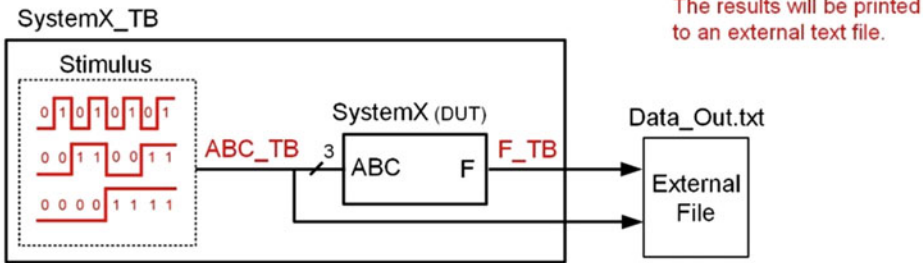 The results will be printed
to an external text file.
SystemX_TB
Stimulus
0 1 0 1 0 1 0 1
0 0 1 1 0 0 1 1
0 0 0 0 1 1 1 1
ABC_TB
3
SystemX (DUT)
ABC
F
F_TB
Data_Out.txt
External
File